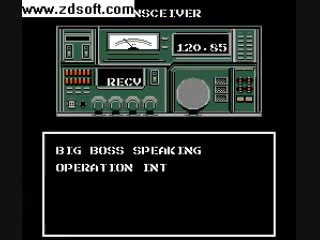 www.zdsoft.com
NSCEIVER
120.85
RECV
BIG BOSS SPEAKING
OPERATION INT